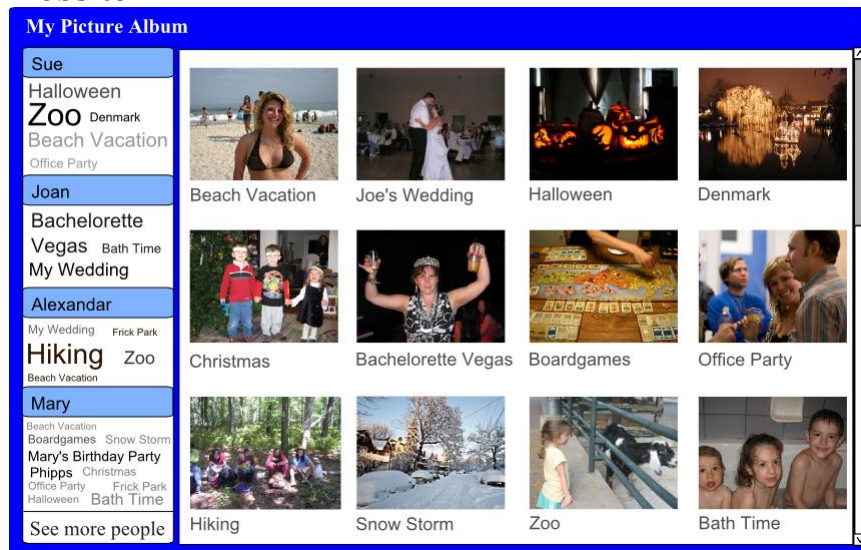 My Picture Album
Sue
Halloween
Zoo Denmark
Beach Vacation
Office Party
Joan
Bachelorette
Vegas Bath Time
My Wedding
Alexandar
My Wedding Frick Park
Hiking Zoo
Beach Vacation
Mary
Beach Vacation
Boardgames Snow Storm
Mary's Birthday Party
Phipps Christmas
Office Party Frick Park
Halloween Bath Time
See more people
Beach Vacation Joe's Wedding Halloween Denmark
Christmas Bachelorette Vegas Boardgames Office Party
Hiking Snow Storm Zoo Bath Time